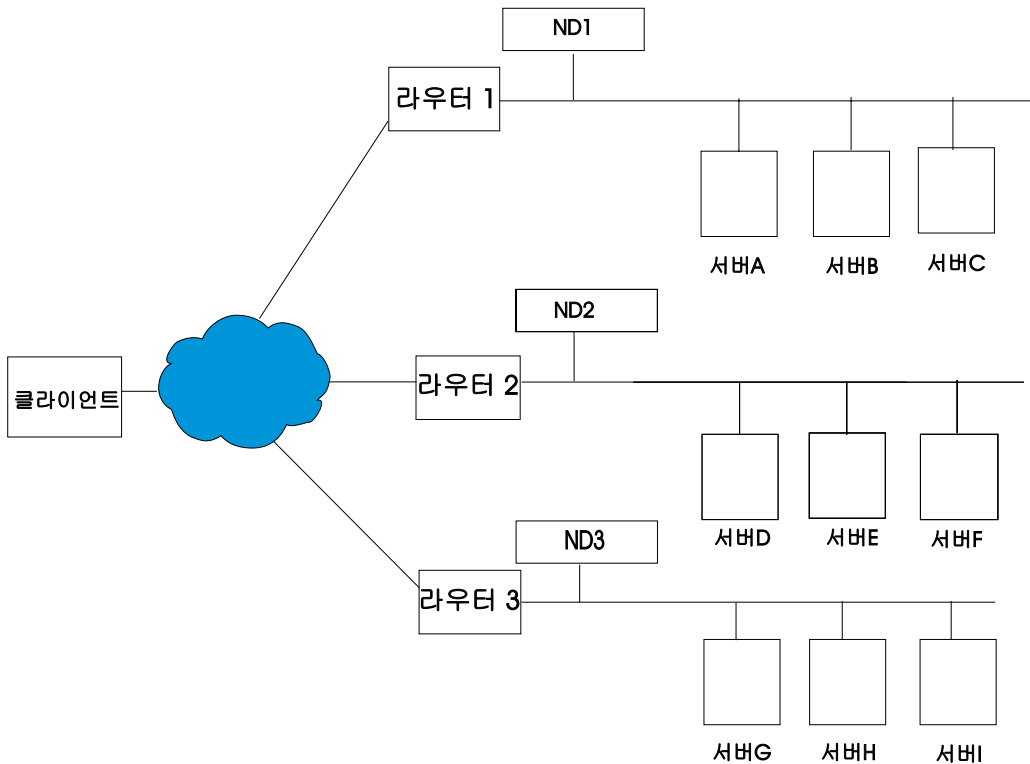 ND1
라우터 1
서버A
서버B
서버C
ND2
라우터 2
클라이언트
서버D
서버E
서버F
ND3
라우터 3
서버G
서버H
서버I